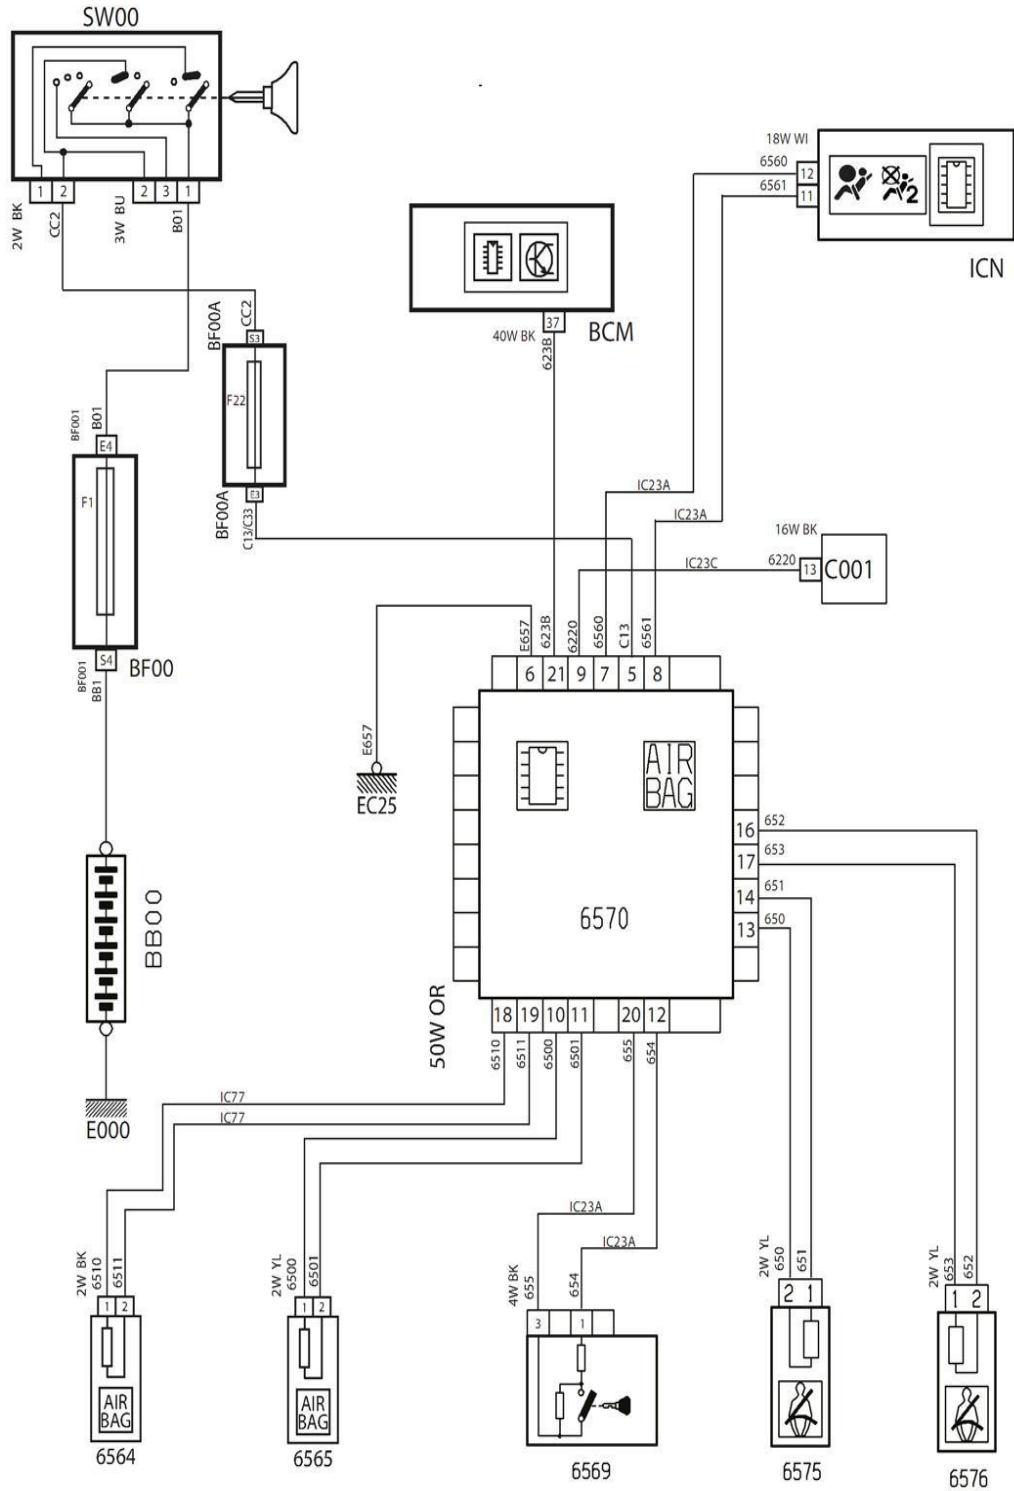 SW00
1 2 2 3 1
2W BK
CC2
3W BU
B01
18W WI
6560
12
6561
11
2
ICN
37
BCM
40W BK
623B
BF00A
CC2
S3
F22
E3
BF00A
C13/C33
BF001
B01
E4
F1
S4
BF00
BF001
BB1
IC23A
IC23A
16W BK
IC23C
6220
13
C001
E657
623B
6220
6560
C13
6561
6 21 9 7 5 8
E657
EC25
AIR
BAG
6570
16
652
17
653
14
651
13
650
BB00
E000
50W OR
18 19 10 11 20 12
6510
6511
6500
6501
655
654
IC77
IC77
IC23A
IC23A
2W BK
6510
6511
1 2
AIR
BAG
6564
2W YL
6500
6501
1 2
AIR
BAG
6565
4W BK
655
654
3 1
6569
2W YL
650
651
2 1
6575
2W YL
653
652
1 2
6576